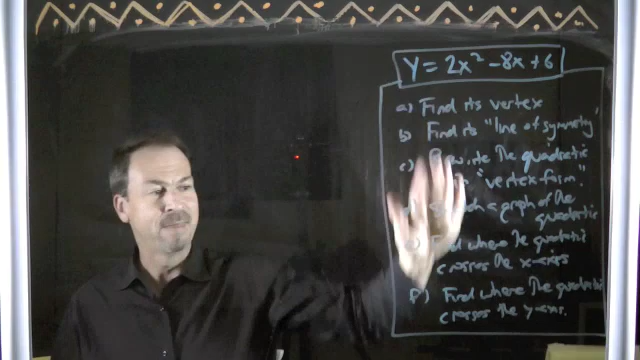 Y = 2x² - 8x + 6
a) Find its vertex
b) Find its "line of symmetry"
c) the quadratic
"vertex-form."
a graph of the
quadratic
where the quadratic
crosses the x-axis
f) Find where the quadratic
crosses the y-axis.